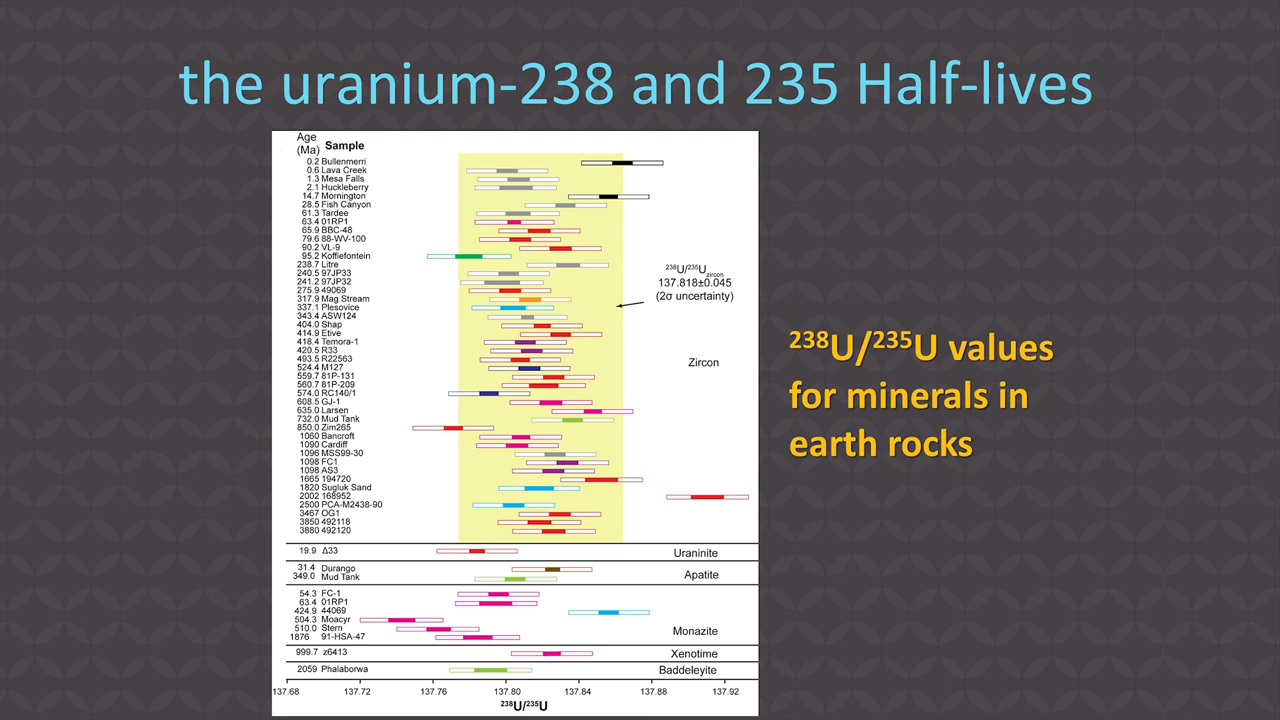 the uranium-238 and 235 Half-lives
Age
(Ma) Sample
0.2 Bullenmerri
0.6 Lava Creek
1.3 Mesa Falls
2.1 Huckleberry
14.7 Mornington
28.5 Fish Canyon
61.3 Tardee
63.4 01RP1
65.9 BBC-48
79.6 88-WV-100
90.2 VL-9
95.2 Koffiefontein
238.7 Litre
240.5 97JP33
241.2 97JP32
275.9 49069
317.9 Mag Stream
337.1 Plesovice
343.4 ASW124
404.0 Shap
414.9 Etive
418.4 Temora-1
420.5 R33
493.5 R22563
524.4 M127
559.7 81P-131
560.7 81P-209
574.0 RC140/1
608.5 GJ-1
635.0 Larsen
732.0 Mud Tank
850.0 Zim265
1060 Bancroft
1090 Cardiff
1096 MSS99-30
1098 FC1
1098 AS3
1665 194720
1820 Sugluk Sand
2002 168952
2500 PCA-M2438-90
3467 OG1
3850 492118
3880 492120
²³⁸U/²³⁵U zircon
137.818±0.045
(2σ uncertainty)
Zircon
19.9 Δ33
Uraninite
31.4 Durango
349.0 Mud Tank
Apatite
54.3 FC-1
63.4 01RP1
424.9 44069
504.3 Moacyr
510.0 Stern
1876 91-HSA-47
Monazite
999.7 z6413
Xenotime
2059 Phalaborwa
Baddeleyite
137.68 137.72 137.76 137.80 137.84 137.88 137.92
²³⁸U/²³⁵U
²³⁸U/²³⁵U values
for minerals in
earth rocks